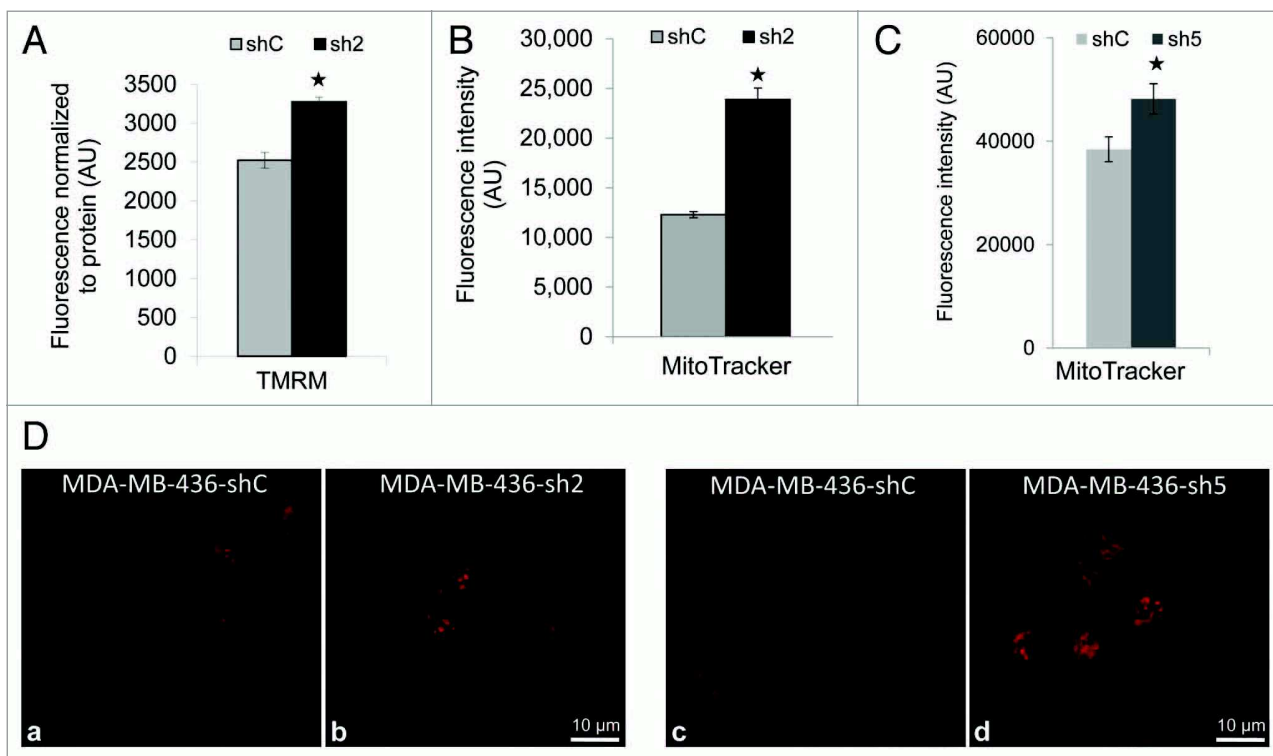 A
shC sh2
Fluorescence normalized
to protein (AU)
3500
3000
2500
2000
1500
1000
500
0
★
TMRM
B
shC sh2
Fluorescence intensity
(AU)
30,000
25,000
20,000
15,000
10,000
5,000
0
★
MitoTracker
C
shC sh5
Fluorescence intensity (AU)
60000
40000
20000
0
★
MitoTracker
D
MDA-MB-436-shC
a
MDA-MB-436-sh2
b
10 µm
MDA-MB-436-shC
c
MDA-MB-436-sh5
d
10 µm